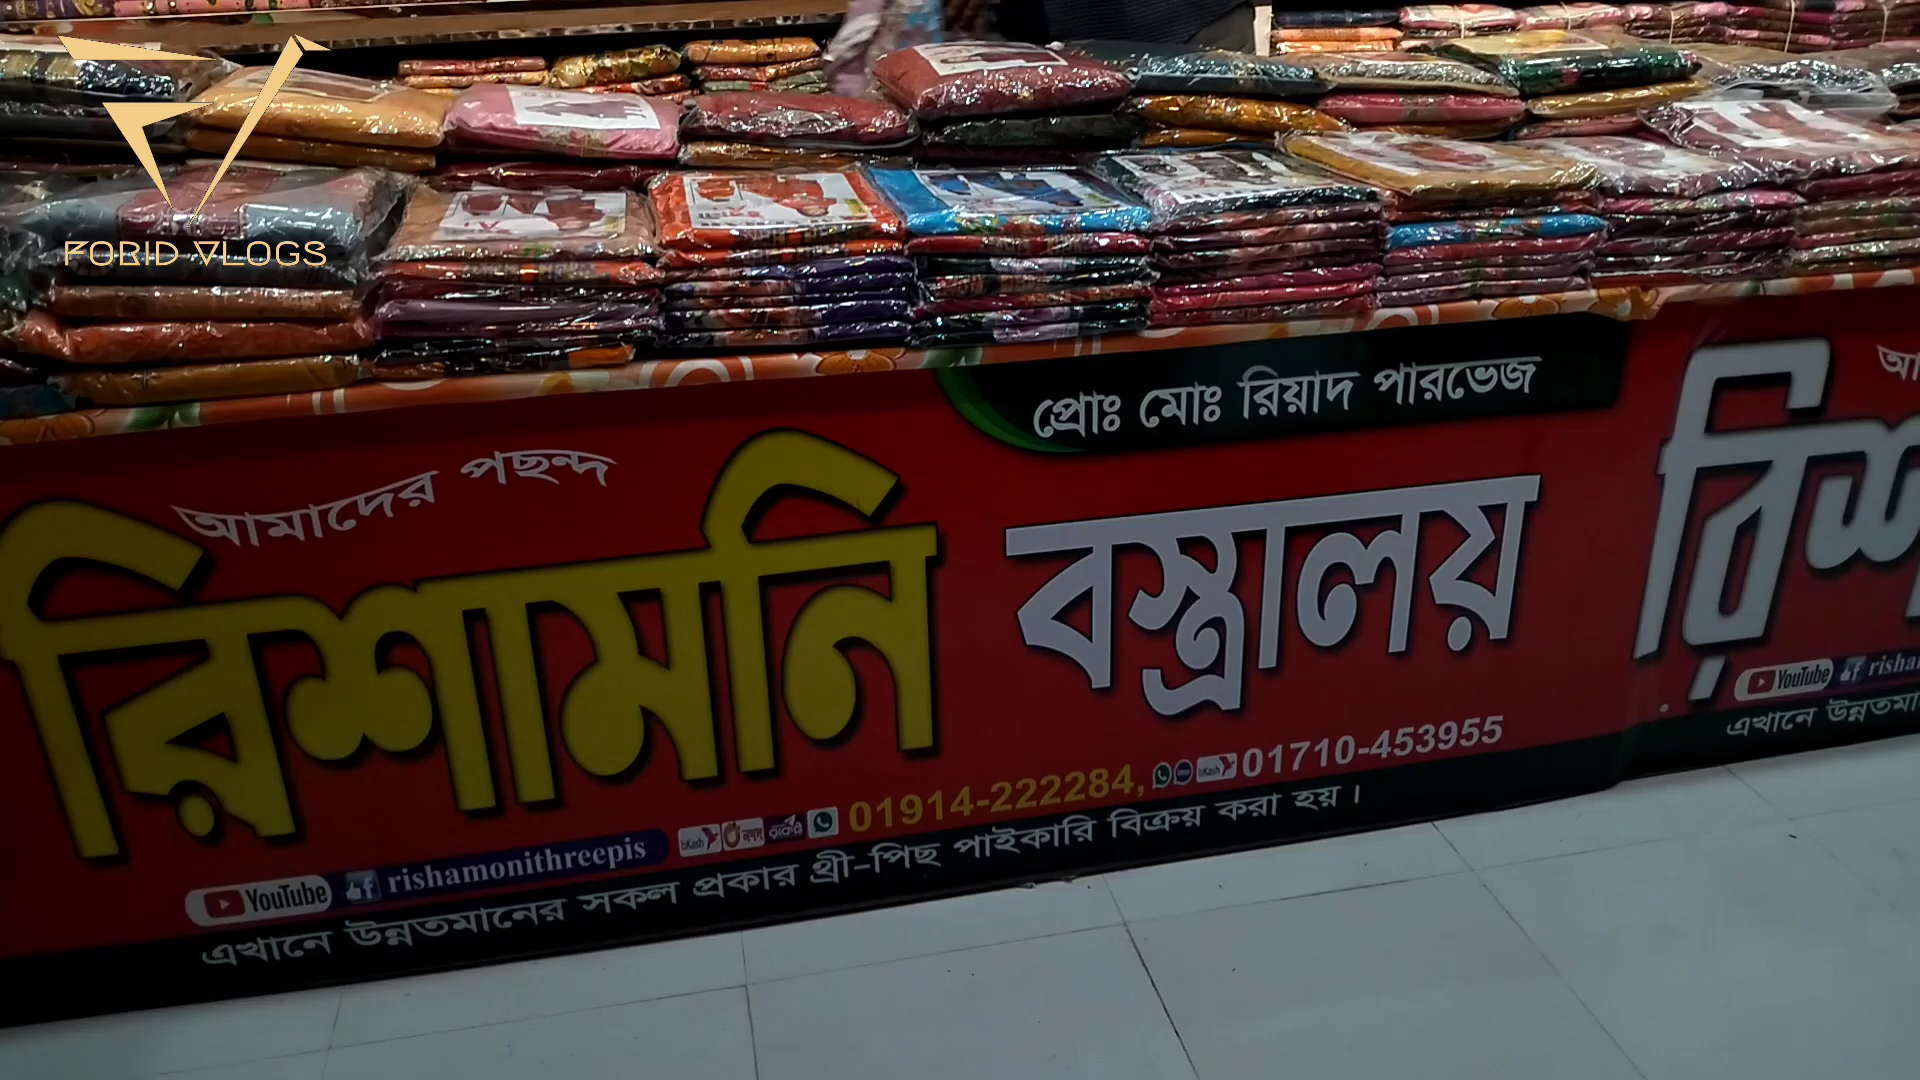 FORID VLOGS
প্রোঃ মোঃ রিয়াদ পারভেজ
আমাদের পছন্দ
রিশামনি বস্ত্রালয়
01914-222284, 01710-453955
YouTube rishamonithreepis
এখানে উন্নতমানের সকল প্রকার থ্রী-পিছ পাইকারি বিক্রয় করা হয়।
রিশ
YouTube risha
এখানে উন্নতমা